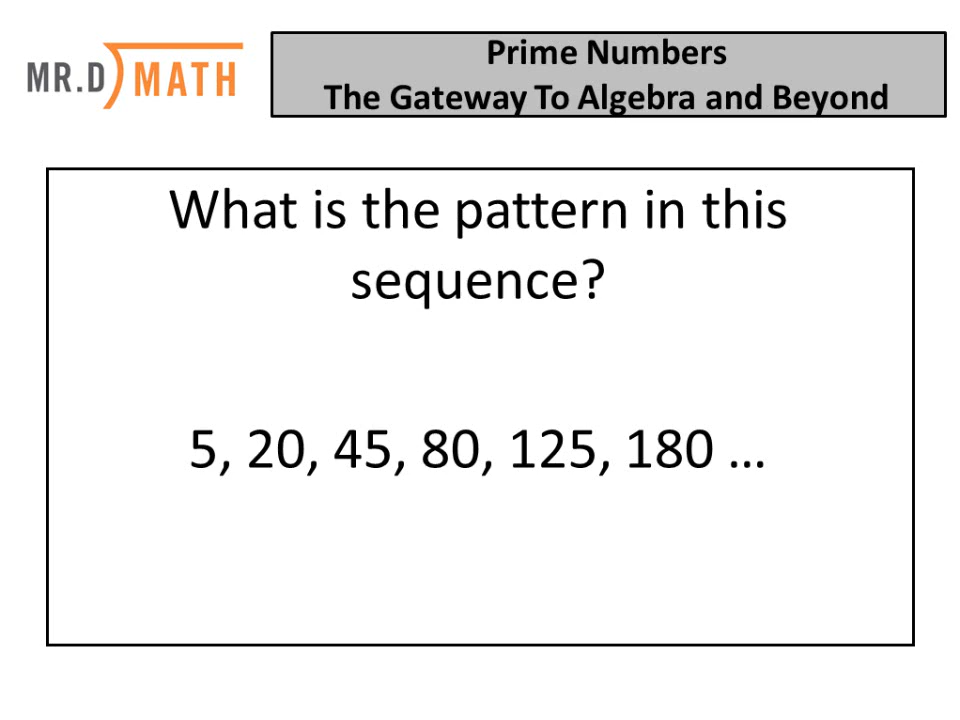 MR.D MATH
Prime Numbers
The Gateway To Algebra and Beyond
What is the pattern in this
sequence?
5, 20, 45, 80, 125, 180 …